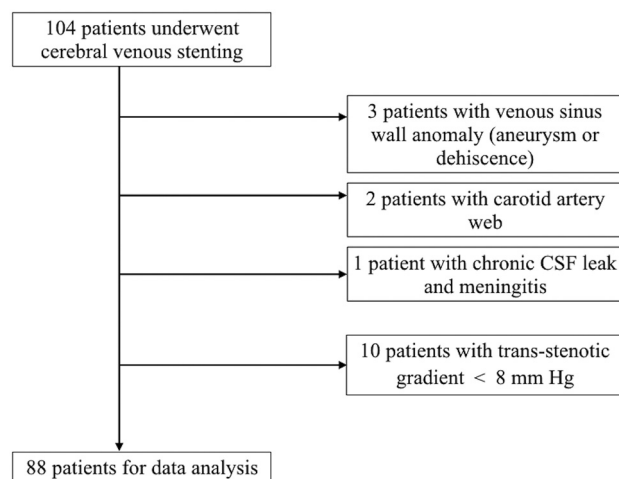 104 patients underwent
cerebral venous stenting
3 patients with venous sinus
wall anomaly (aneurysm or
dehiscence)
2 patients with carotid artery
web
1 patient with chronic CSF leak
and meningitis
10 patients with trans-stenotic
gradient < 8 mm Hg
88 patients for data analysis